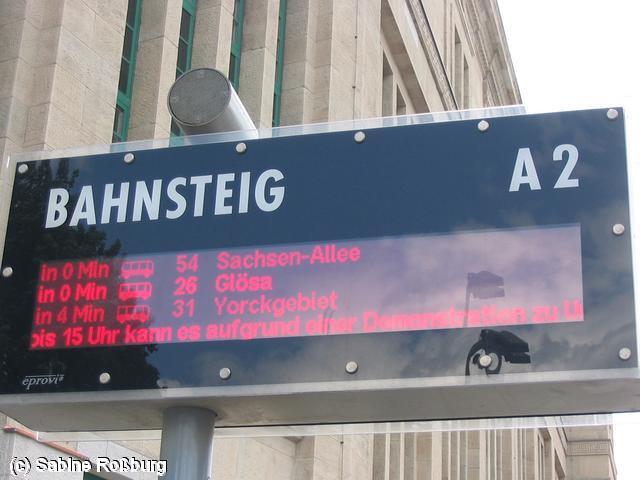 BAHNSTEIG A 2
in 0 Min 54 Sachsen-Allee
in 0 Min 26 Glösa
in 4 Min 31 Yorckgebiet
bis 15 Uhr kann es aufgrund einer Demonstration zu U
eprovi
(c) Sabine Roßburg